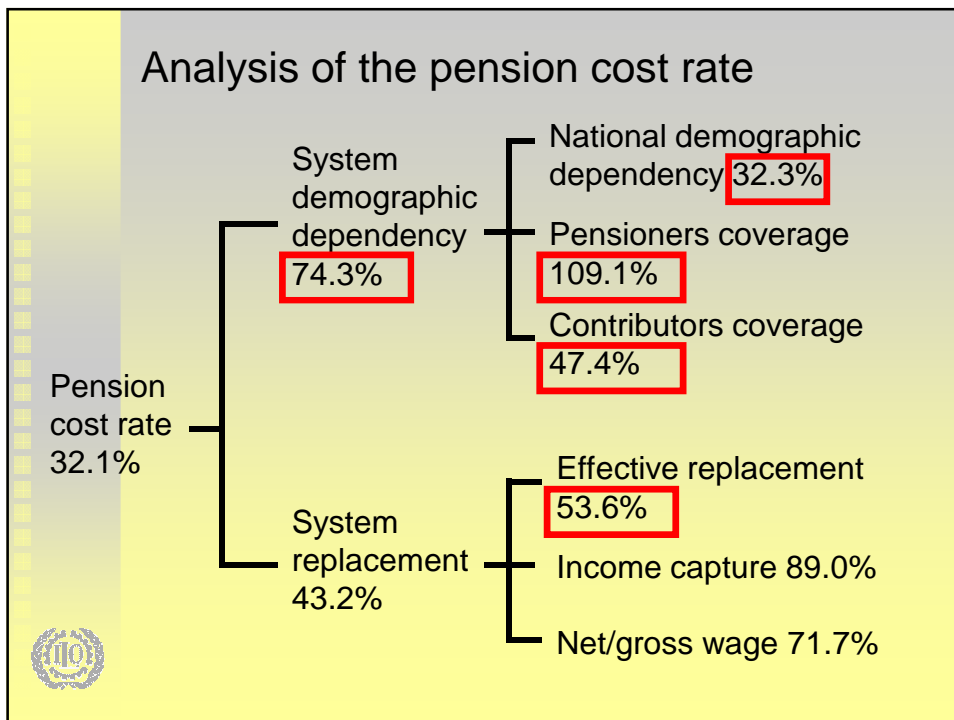 Analysis of the pension cost rate
Pension
cost rate
32.1%
System
demographic
dependency
74.3%
National demographic
dependency 32.3%
Pensioners coverage
109.1%
Contributors coverage
47.4%
System
replacement
43.2%
Effective replacement
53.6%
Income capture 89.0%
Net/gross wage 71.7%